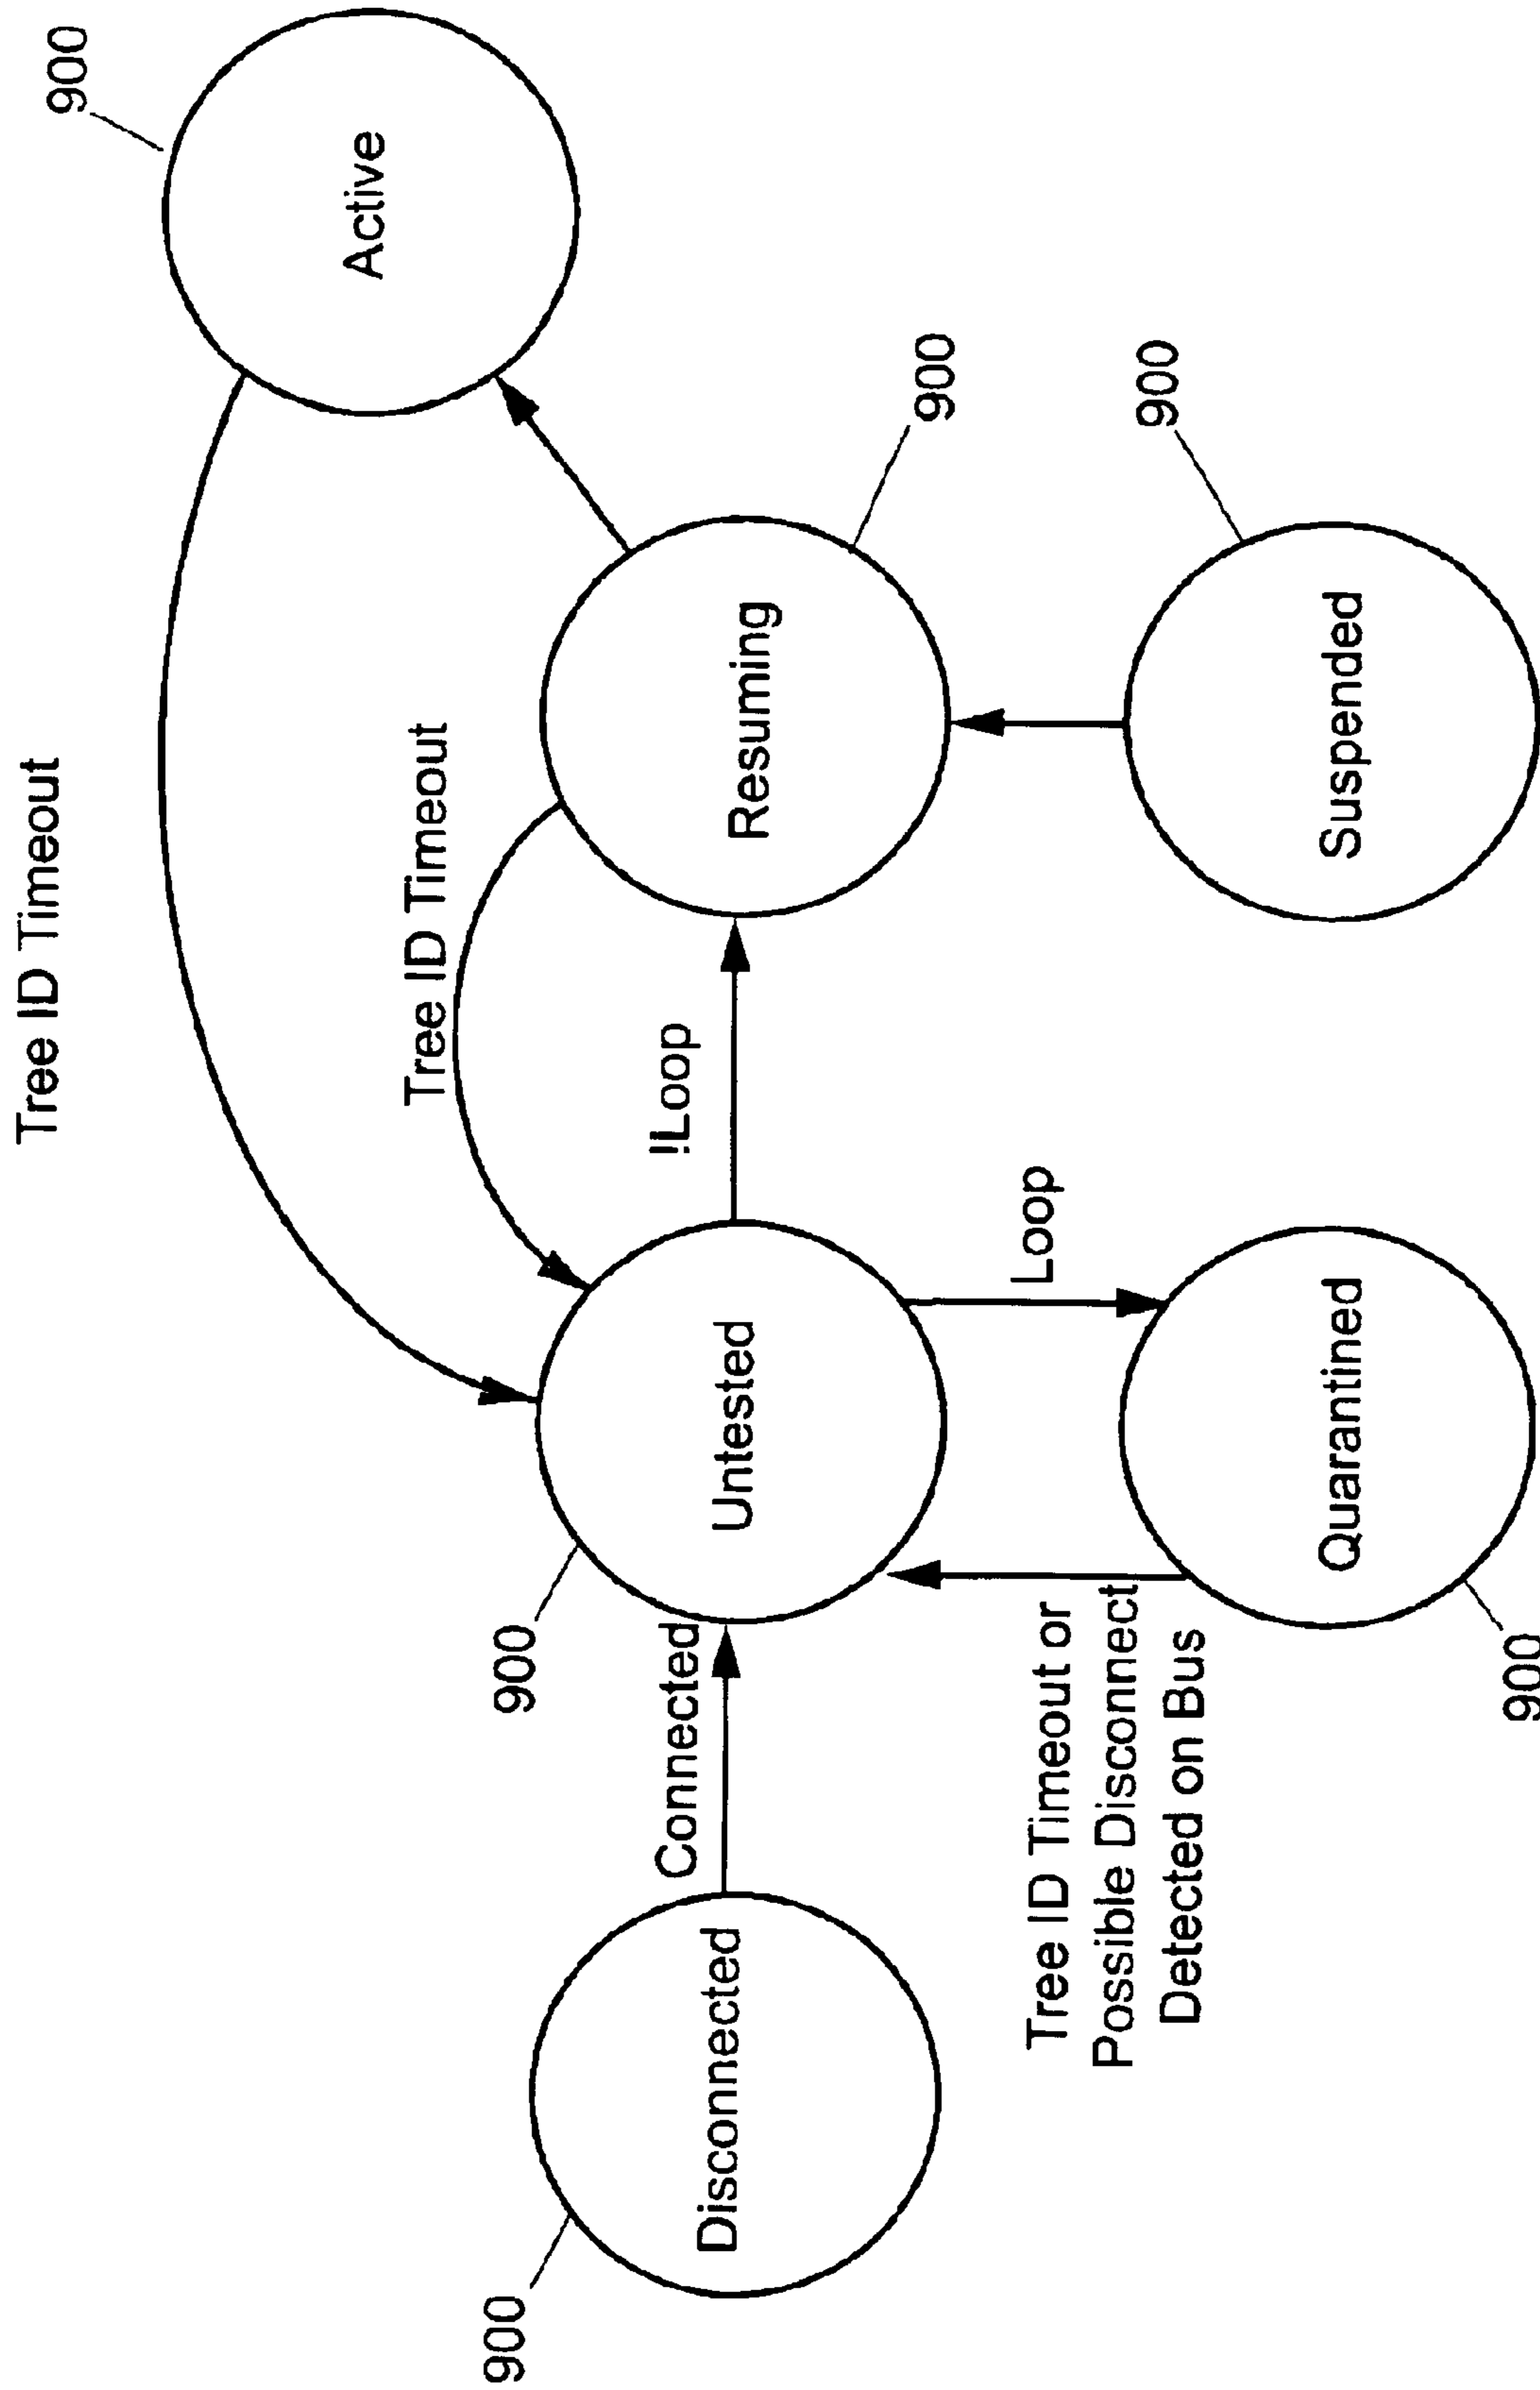 Tree ID Timeout
900
Active
Tree ID Timeout
900
Resuming
!Loop
900
Untested
Connected
900
Disconnected
Loop
Tree ID Timeout or
Possible Disconnect
Detected on Bus
900
Suspended
Quarantined
900